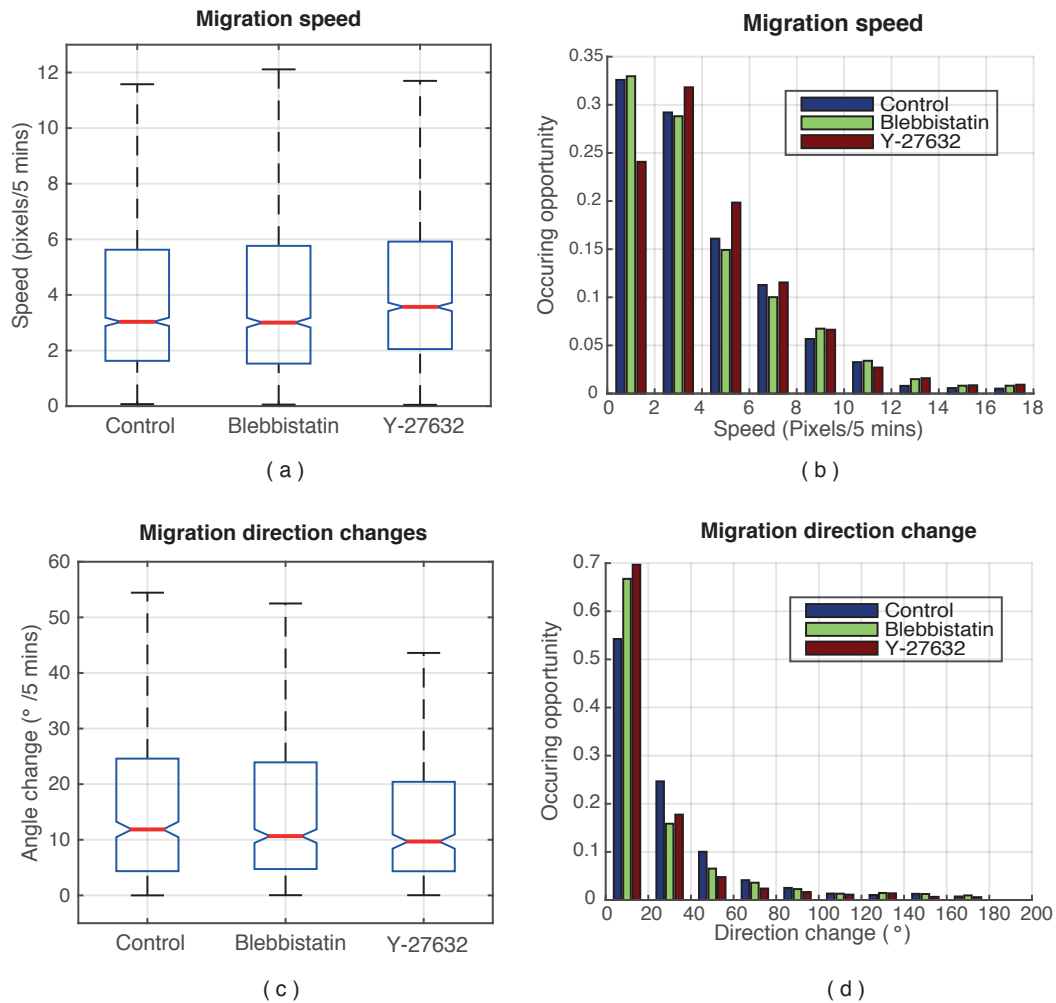 Migration speed
Speed (pixels/5 mins)
12
10
8
6
4
2
0
Control
Blebbistatin
Y-27632
( a )
Migration speed
Occuring opportunity
0.35
0.3
0.25
0.2
0.15
0.1
0.05
0
Control
Blebbistatin
Y-27632
0 2 4 6 8 10 12 14 16 18
Speed (Pixels/5 mins)
( b )
Migration direction changes
Angle change (° /5 mins)
60
50
40
30
20
10
0
Control
Blebbistatin
Y-27632
( c )
Migration direction change
Occuring opportunity
0.7
0.6
0.5
0.4
0.3
0.2
0.1
0
Control
Blebbistatin
Y-27632
0 20 40 60 80 100 120 140 160 180 200
Direction change ( ° )
( d )